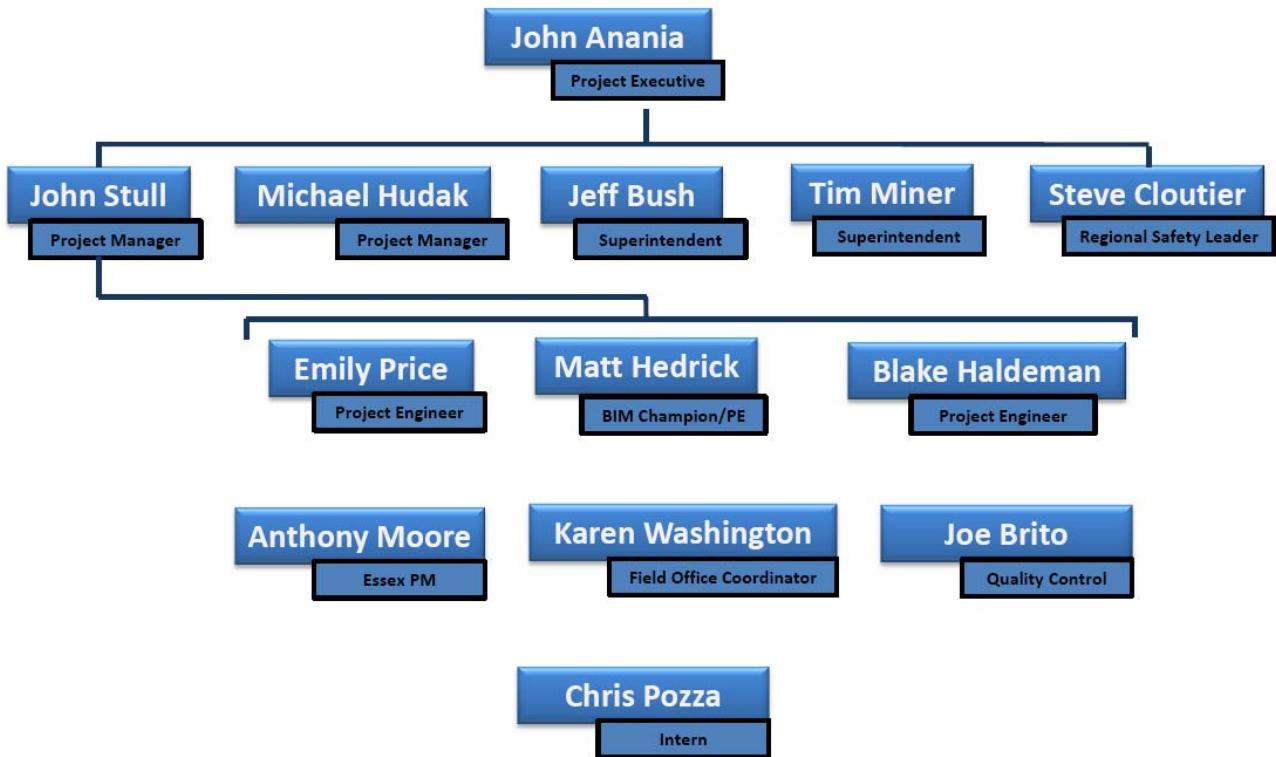 John Anania
Project Executive
John Stull
Project Manager
Michael Hudak
Project Manager
Jeff Bush
Superintendent
Tim Miner
Superintendent
Steve Cloutier
Regional Safety Leader
Emily Price
Project Engineer
Matt Hedrick
BIM Champion/PE
Blake Haldeman
Project Engineer
Anthony Moore
Essex PM
Karen Washington
Field Office Coordinator
Joe Brito
Quality Control
Chris Pozza
Intern